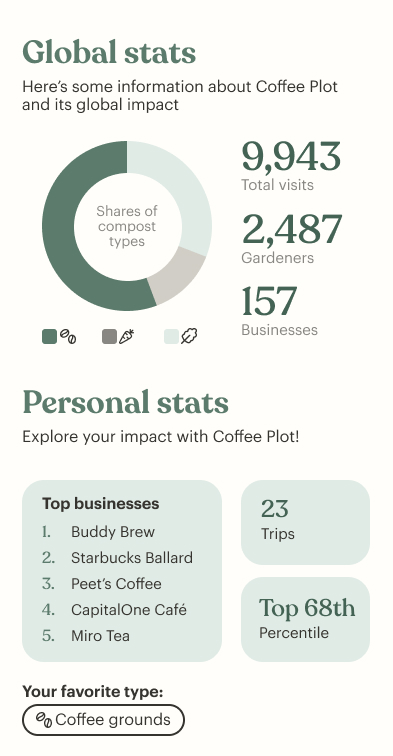 Global stats
Here's some information about Coffee Plot
and its global impact
Shares of
compost
types
9,943
Total visits
2,487
Gardeners
157
Businesses
Personal stats
Explore your impact with Coffee Plot!
Top businesses
1. Buddy Brew
2. Starbucks Ballard
3. Peet's Coffee
4. CapitalOne Café
5. Miro Tea
23
Trips
Top 68th
Percentile
Your favorite type:
Coffee grounds